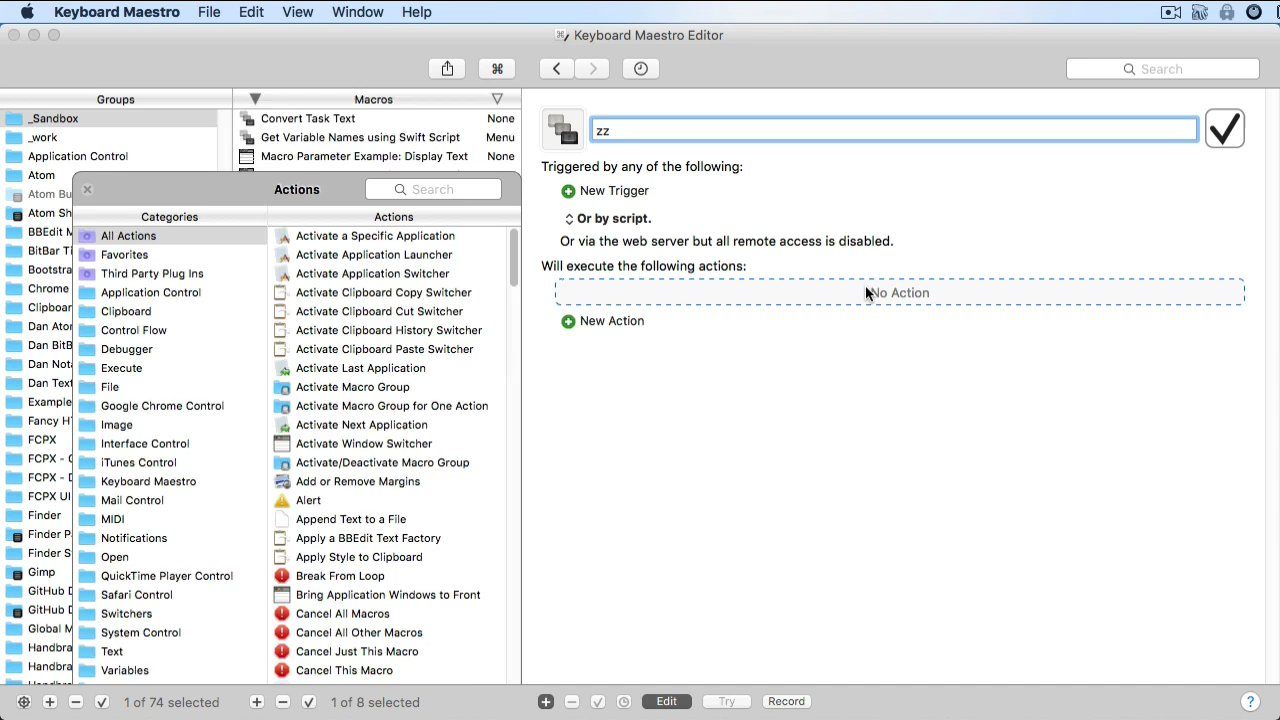 Keyboard Maestro File Edit View Window Help
Keyboard Maestro Editor
Search
Groups
_Sandbox
_work
Application Control
Atom
Atom Bu
Atom Sh
BBEdit M
BitBar Ti
Bootstra
Chrome
Clipboar
Dan Ator
Dan BitB
Dan Nota
Dan Text
Example
Fancy H
FCPX
FCPX - (
FCPX - D
FCPX UI
Finder
Finder P
Finder S
Gimp
GitHub D
GitHub D
Global M
Handbra
Handbra
Macros
Convert Task Text None
Get Variable Names using Swift Script Menu
Macro Parameter Example: Display Text None
Actions
Search
Categories
All Actions
Favorites
Third Party Plug Ins
Application Control
Clipboard
Control Flow
Debugger
Execute
File
Google Chrome Control
Image
Interface Control
iTunes Control
Keyboard Maestro
Mail Control
MIDI
Notifications
Open
QuickTime Player Control
Safari Control
Switchers
System Control
Text
Variables
Actions
Activate a Specific Application
Activate Application Launcher
Activate Application Switcher
Activate Clipboard Copy Switcher
Activate Clipboard Cut Switcher
Activate Clipboard History Switcher
Activate Clipboard Paste Switcher
Activate Last Application
Activate Macro Group
Activate Macro Group for One Action
Activate Next Application
Activate Window Switcher
Activate/Deactivate Macro Group
Add or Remove Margins
Alert
Append Text to a File
Apply a BBEdit Text Factory
Apply Style to Clipboard
Break From Loop
Bring Application Windows to Front
Cancel All Macros
Cancel All Other Macros
Cancel Just This Macro
Cancel This Macro
zz
Triggered by any of the following:
New Trigger
Or by script.
Or via the web server but all remote access is disabled.
Will execute the following actions:
No Action
New Action
1 of 74 selected
1 of 8 selected
Edit
Try
Record
?